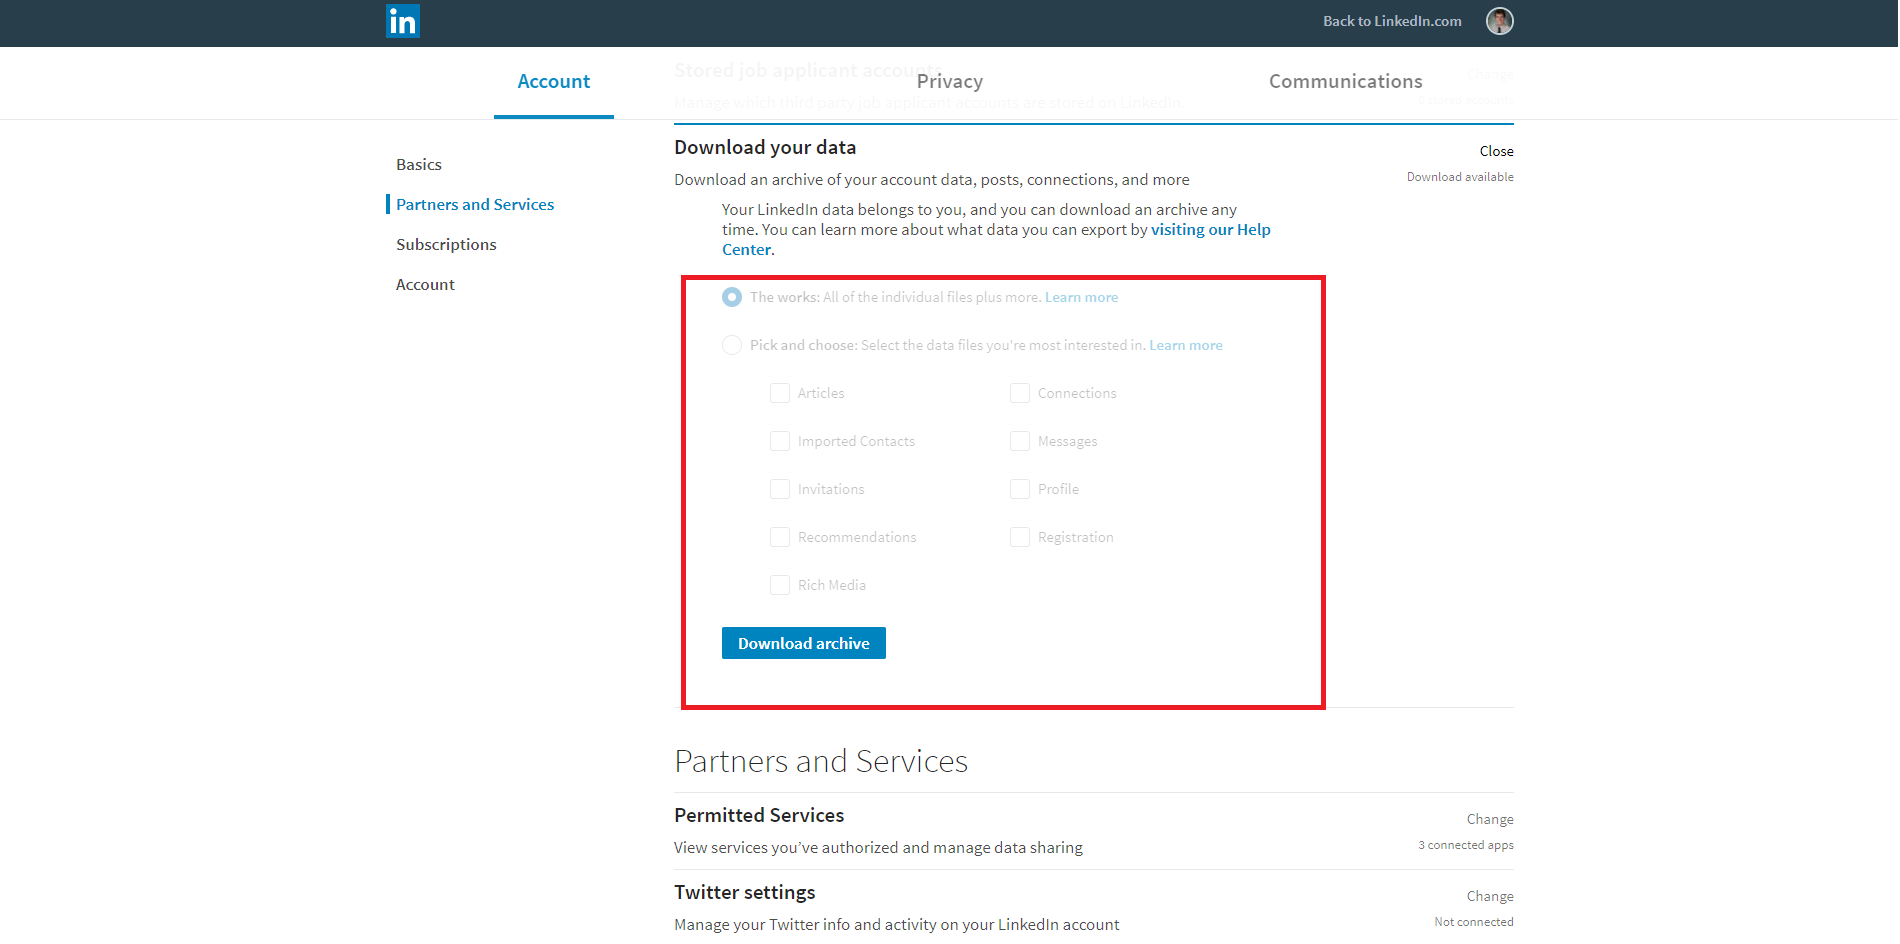 in
Back to LinkedIn.com
Account
Privacy
Communications
Stored job applicant accounts
Change
Manage which third party job applicant accounts are stored on LinkedIn.
0 stored accounts
Basics
Partners and Services
Subscriptions
Account
Download your data
Close
Download an archive of your account data, posts, connections, and more
Download available
Your LinkedIn data belongs to you, and you can download an archive any
time. You can learn more about what data you can export by visiting our Help
Center.
The works: All of the individual files plus more. Learn more
Pick and choose: Select the data files you're most interested in. Learn more
Articles
Connections
Imported Contacts
Messages
Invitations
Profile
Recommendations
Registration
Rich Media
Download archive
Partners and Services
Permitted Services
Change
View services you’ve authorized and manage data sharing
3 connected apps
Twitter settings
Change
Manage your Twitter info and activity on your LinkedIn account
Not connected